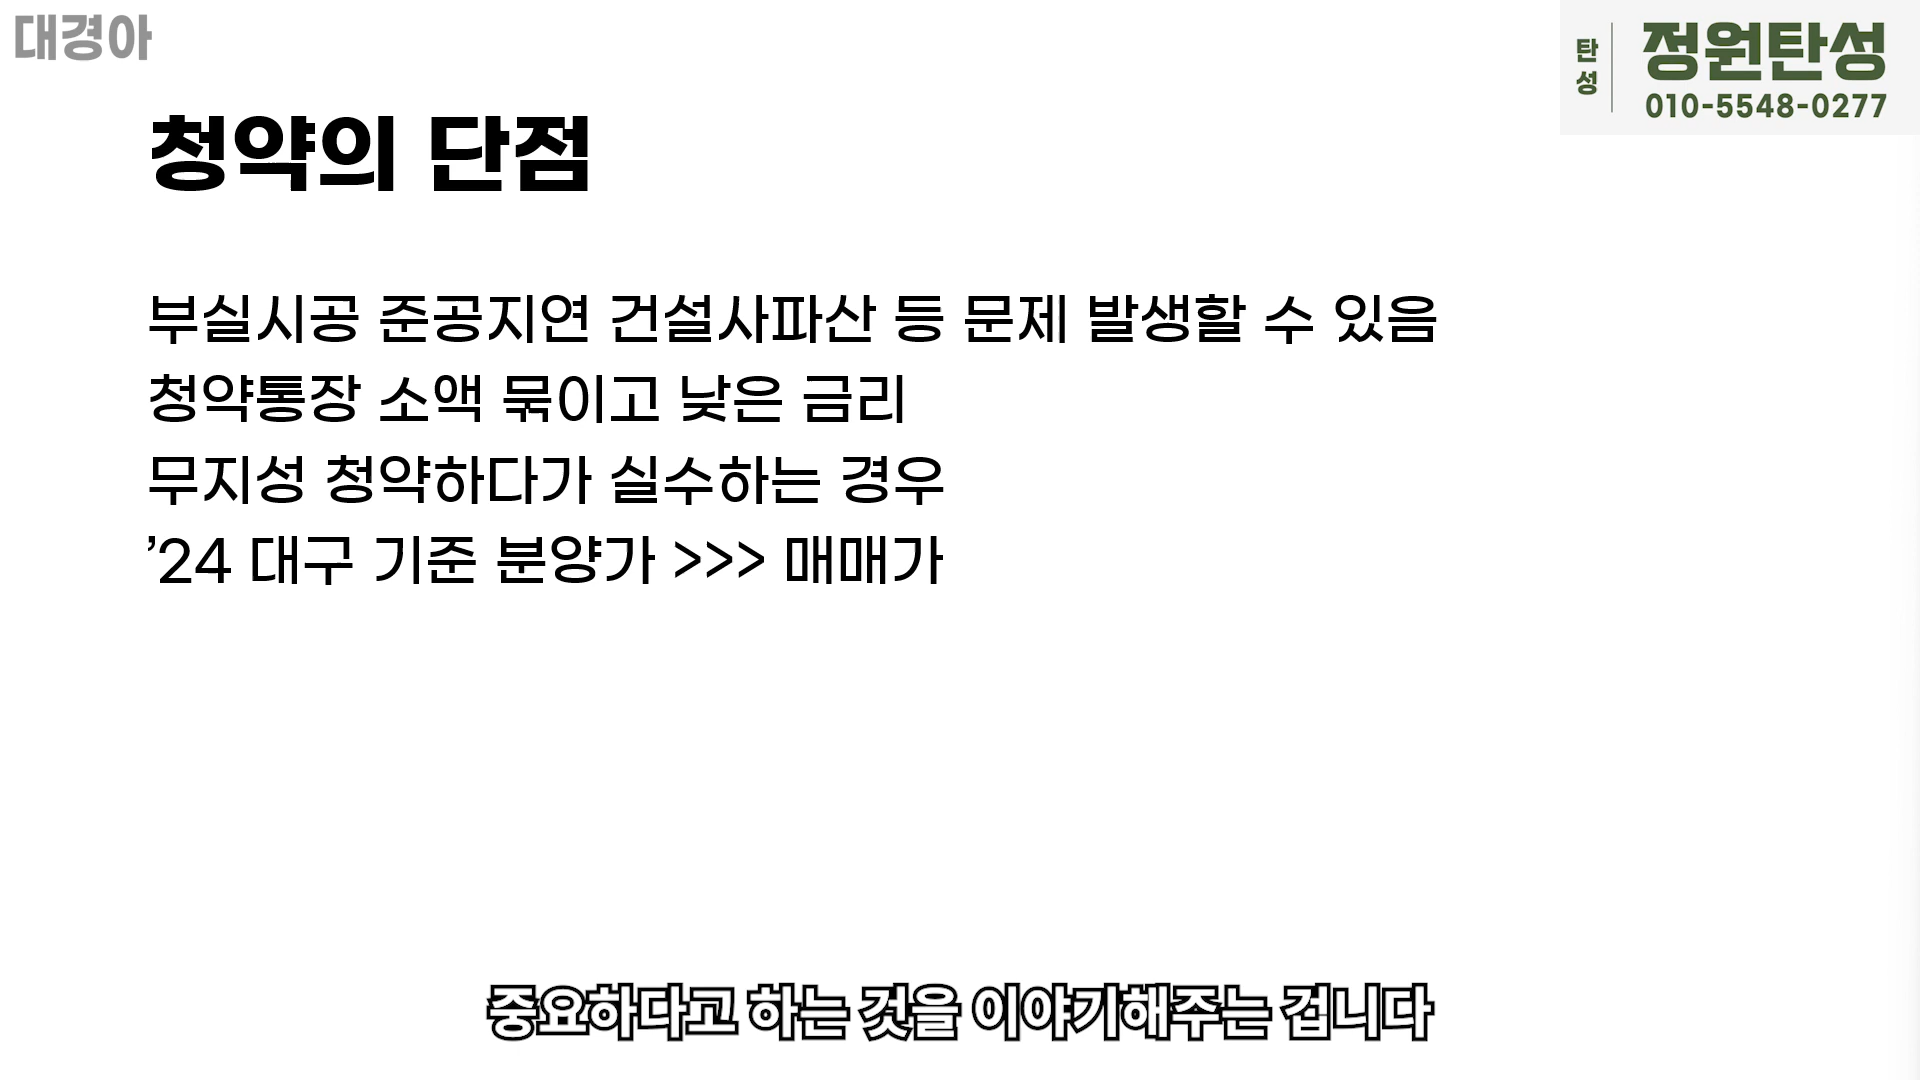 대경아
탄성
정원탄성
010-5548-0277
청약의 단점
부실시공 준공지연 건설사파산 등 문제 발생할 수 있음
청약통장 소액 묶이고 낮은 금리
무지성 청약하다가 실수하는 경우
’24 대구 기준 분양가 >>> 매매가
중요하다고 하는 것을 이야기해주는 겁니다